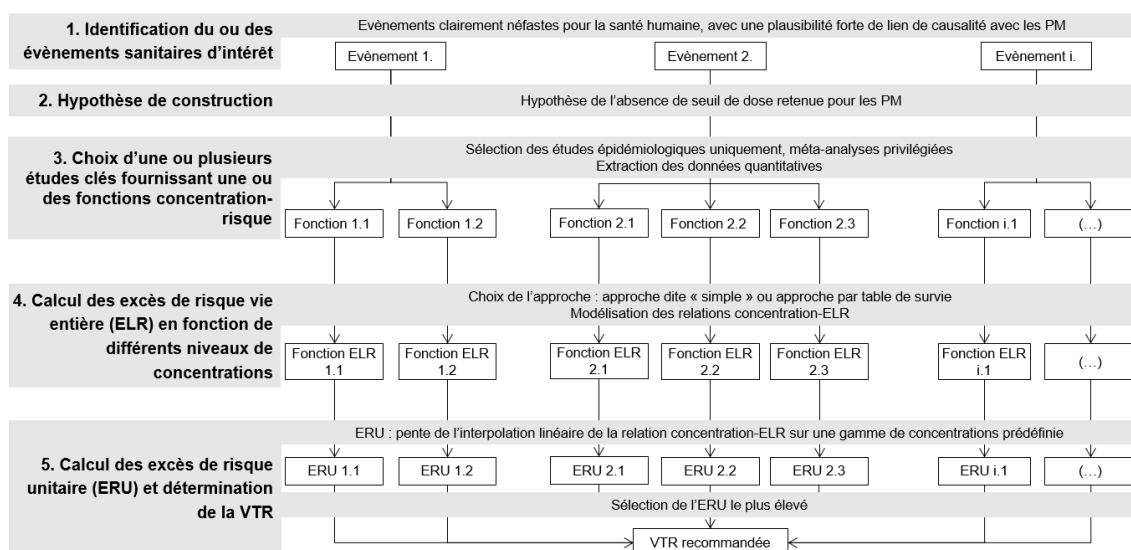 1. Identification du ou des
évènements sanitaires d'intérêt
Evènements clairement néfastes pour la santé humaine, avec une plausibilité forte de lien de causalité avec les PM
Evènement 1.
Evènement 2.
Evènement i.
2. Hypothèse de construction
Hypothèse de l'absence de seuil de dose retenue pour les PM
3. Choix d'une ou plusieurs
études clés fournissant une ou
des fonctions concentration-
risque
Sélection des études épidémiologiques uniquement, méta-analyses privilégiées
Extraction des données quantitatives
Fonction 1.1
Fonction 1.2
Fonction 2.1
Fonction 2.2
Fonction 2.3
Fonction i.1
(...)
4. Calcul des excès de risque vie
entière (ELR) en fonction de
différents niveaux de
concentrations
Choix de l'approche : approche dite « simple » ou approche par table de survie
Modélisation des relations concentration-ELR
Fonction ELR
1.1
Fonction ELR
1.2
Fonction ELR
2.1
Fonction ELR
2.2
Fonction ELR
2.3
Fonction ELR
i.1
(...)
5. Calcul des excès de risque
unitaire (ERU) et détermination
de la VTR
ERU : pente de l'interpolation linéaire de la relation concentration-ELR sur une gamme de concentrations prédéfinie
ERU 1.1
ERU 1.2
ERU 2.1
ERU 2.2
ERU 2.3
ERU i.1
(...)
Sélection de l'ERU le plus élevé
VTR recommandée